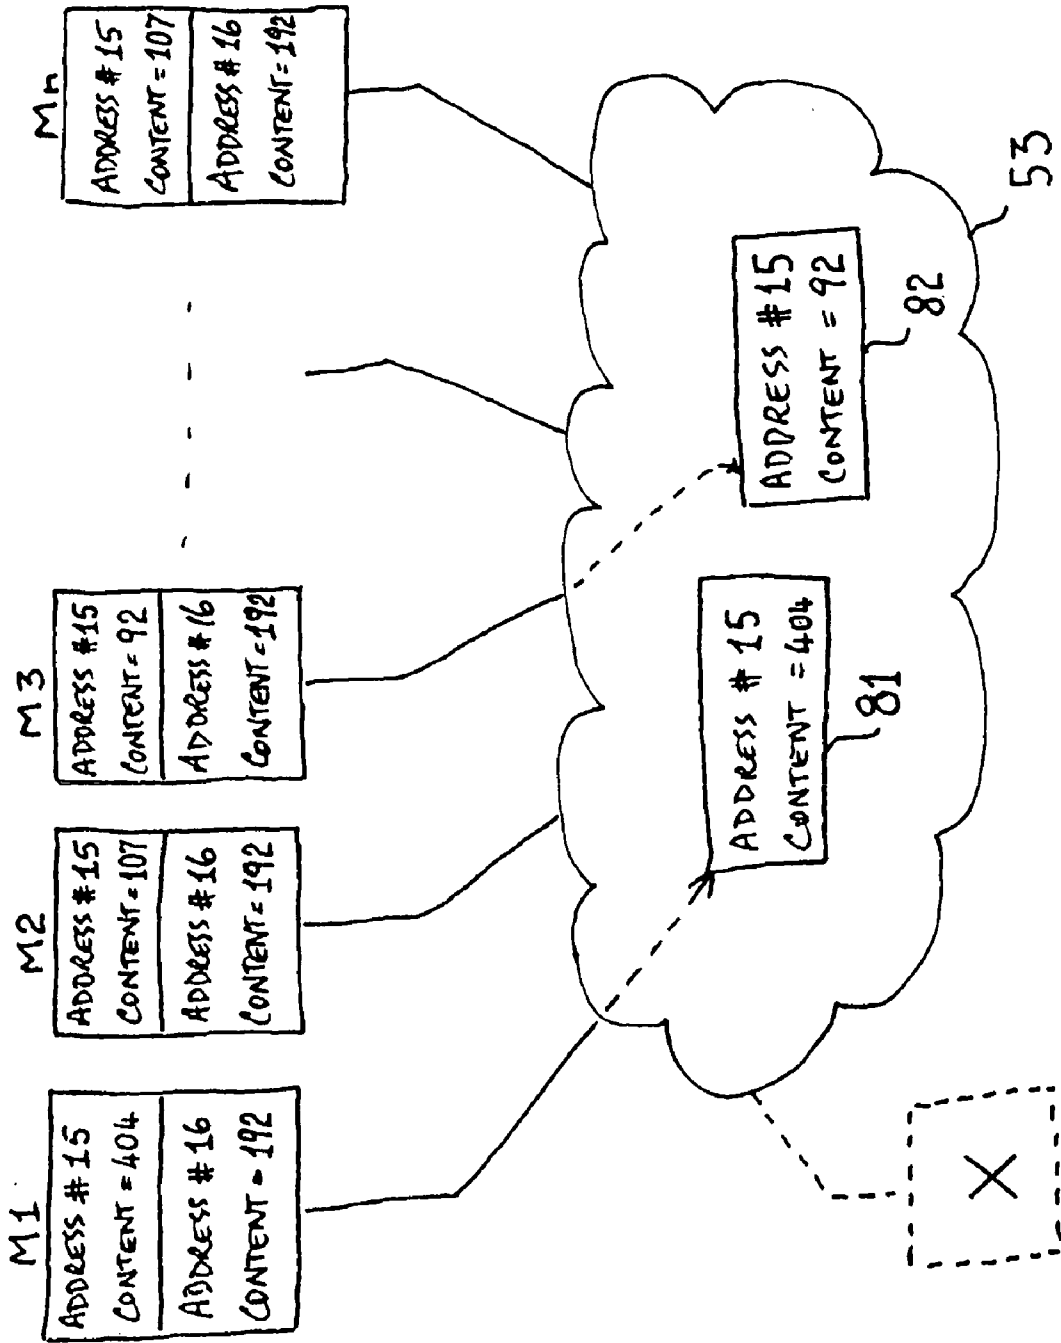 M1
ADDRESS #15
CONTENT = 404
ADDRESS #16
CONTENT = 192
M2
ADDRESS #15
CONTENT = 107
ADDRESS #16
CONTENT = 192
M3
ADDRESS #15
CONTENT = 92
ADDRESS #16
CONTENT = 192
Mn
ADDRESS #15
CONTENT = 107
ADDRESS #16
CONTENT = 192
ADDRESS #15
CONTENT = 404
81
ADDRESS #15
CONTENT = 92
82
53
X